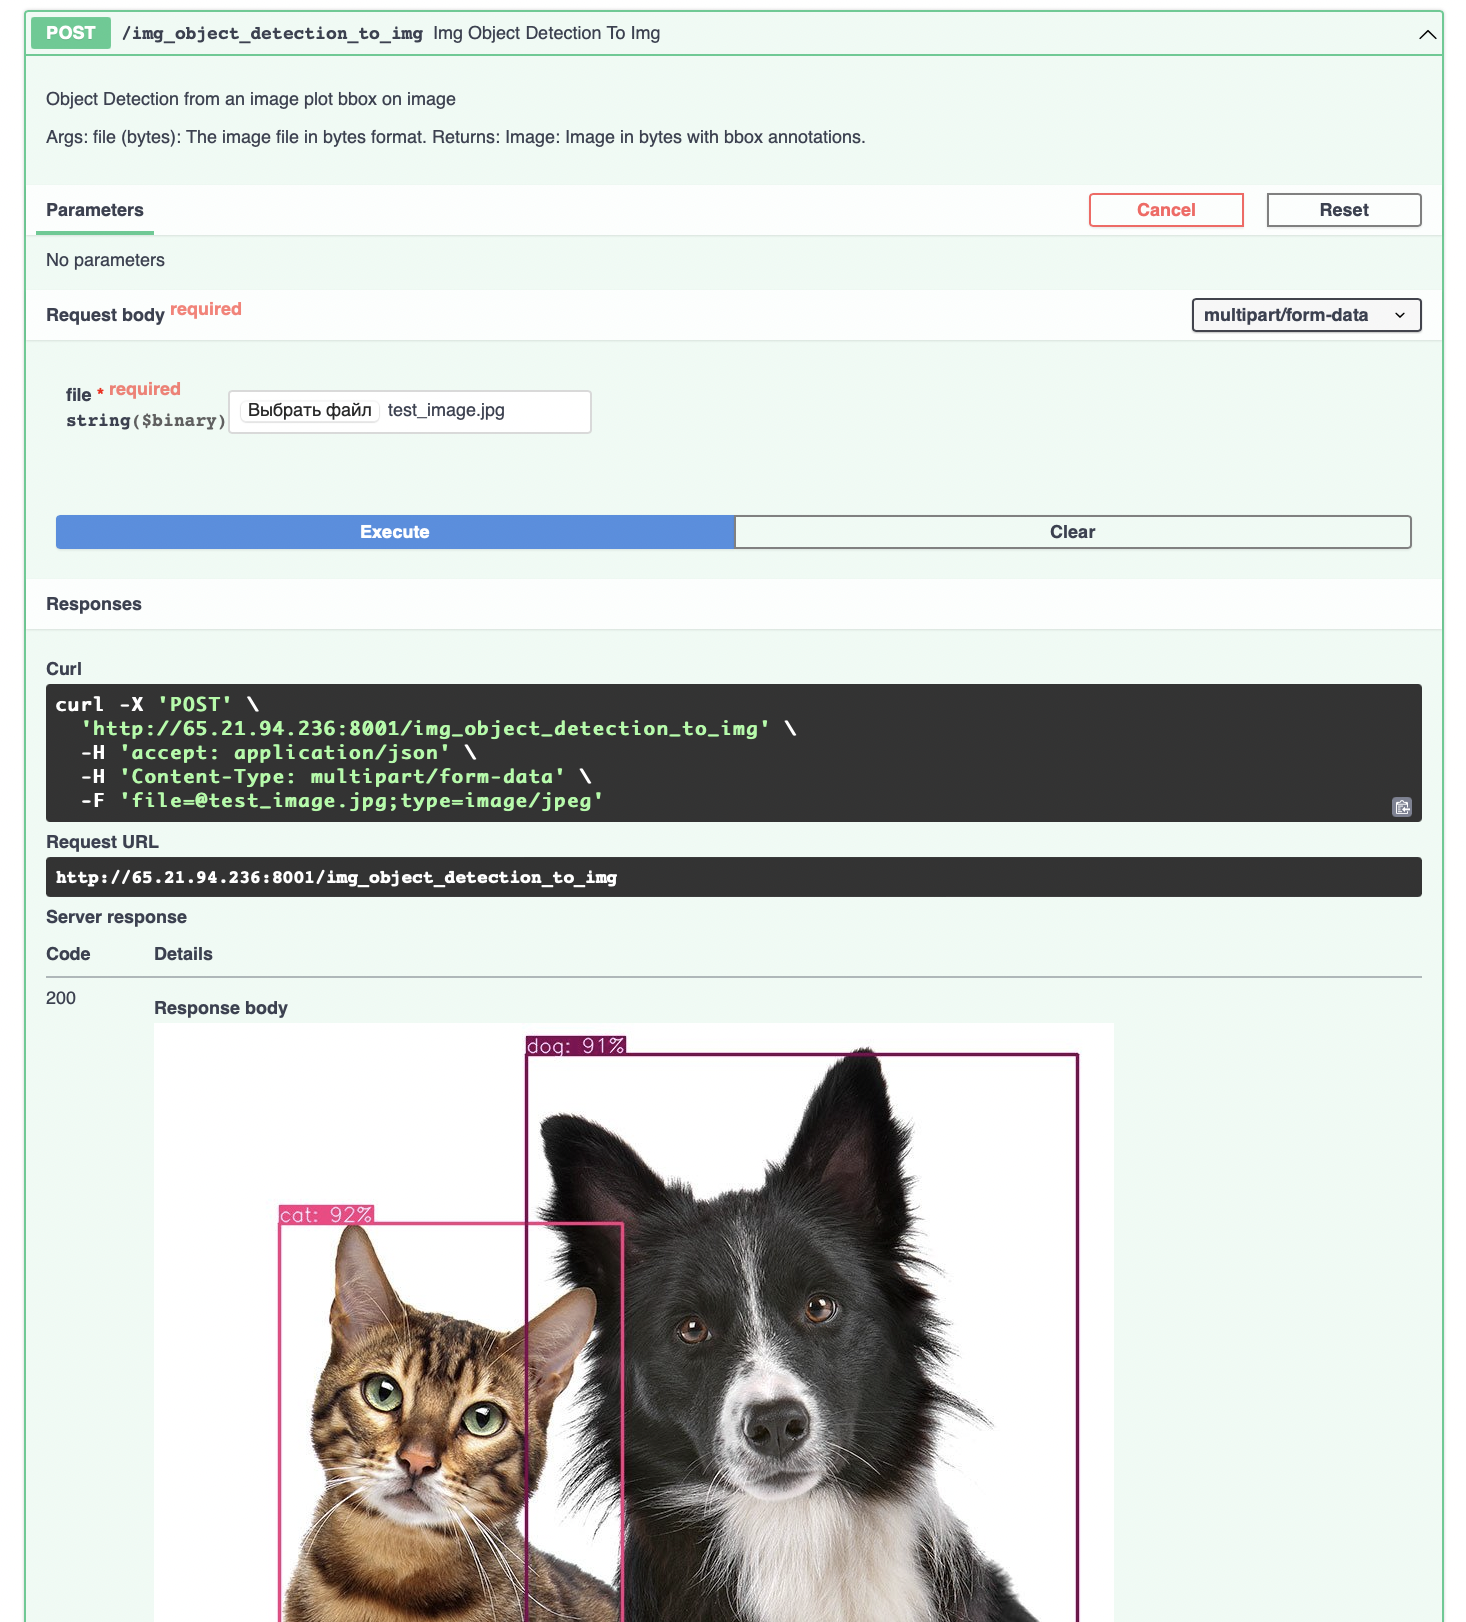 POST /img_object_detection_to_img Img Object Detection To Img
Object Detection from an image plot bbox on image
Args: file (bytes): The image file in bytes format. Returns: Image: Image in bytes with bbox annotations.
Parameters
Cancel
Reset
No parameters
Request body required
multipart/form-data
file * required
string($binary)
Выбрать файл test_image.jpg
Execute
Clear
Responses
Curl
curl -X 'POST' \
'http://65.21.94.236:8001/img_object_detection_to_img' \
-H 'accept: application/json' \
-H 'Content-Type: multipart/form-data' \
-F 'file=@test_image.jpg;type=image/jpeg'
Request URL
http://65.21.94.236:8001/img_object_detection_to_img
Server response
Code Details
200
Response body
dog: 91%
cat: 92%